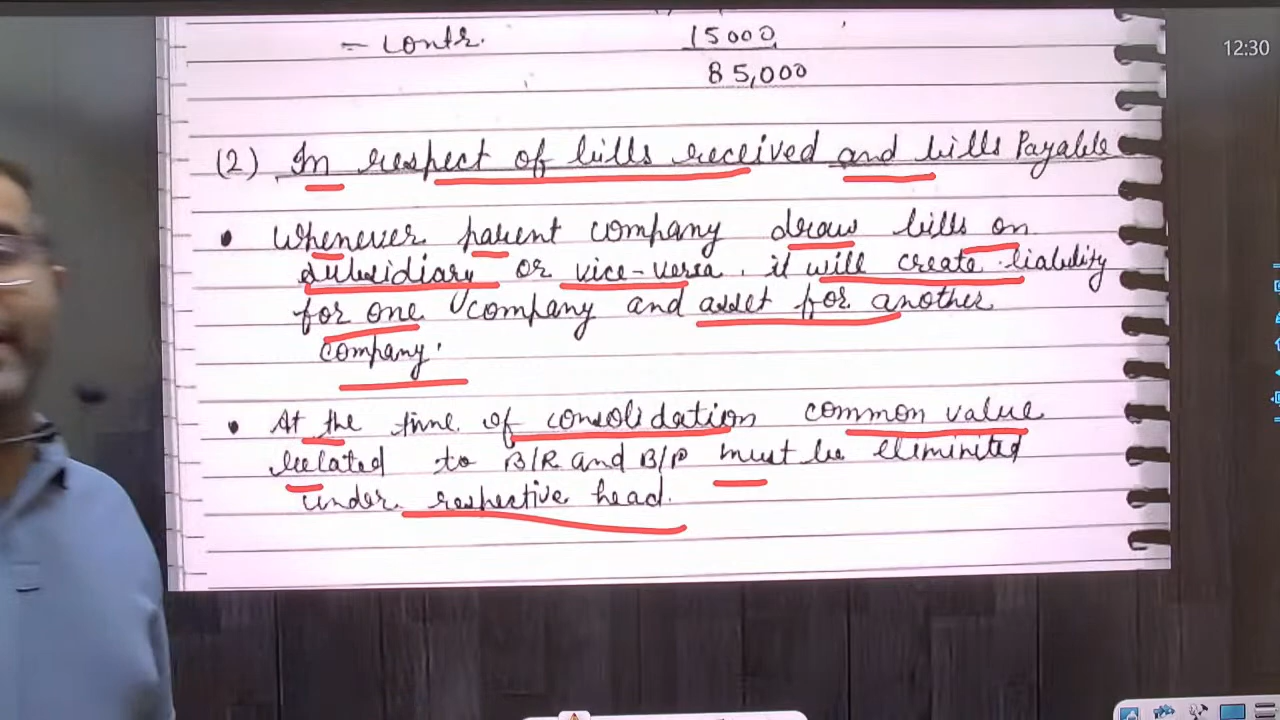 – Contr. 15000
12:30
85,000
(2) In respect of bills received and bills Payable
• Whenever parent company draw bills on
subsidiary or vice-versa, it will create liability
for one company and asset for another
company.
• At the time of consolidation common value
related to B/R and B/P must be eliminited
under respective head.